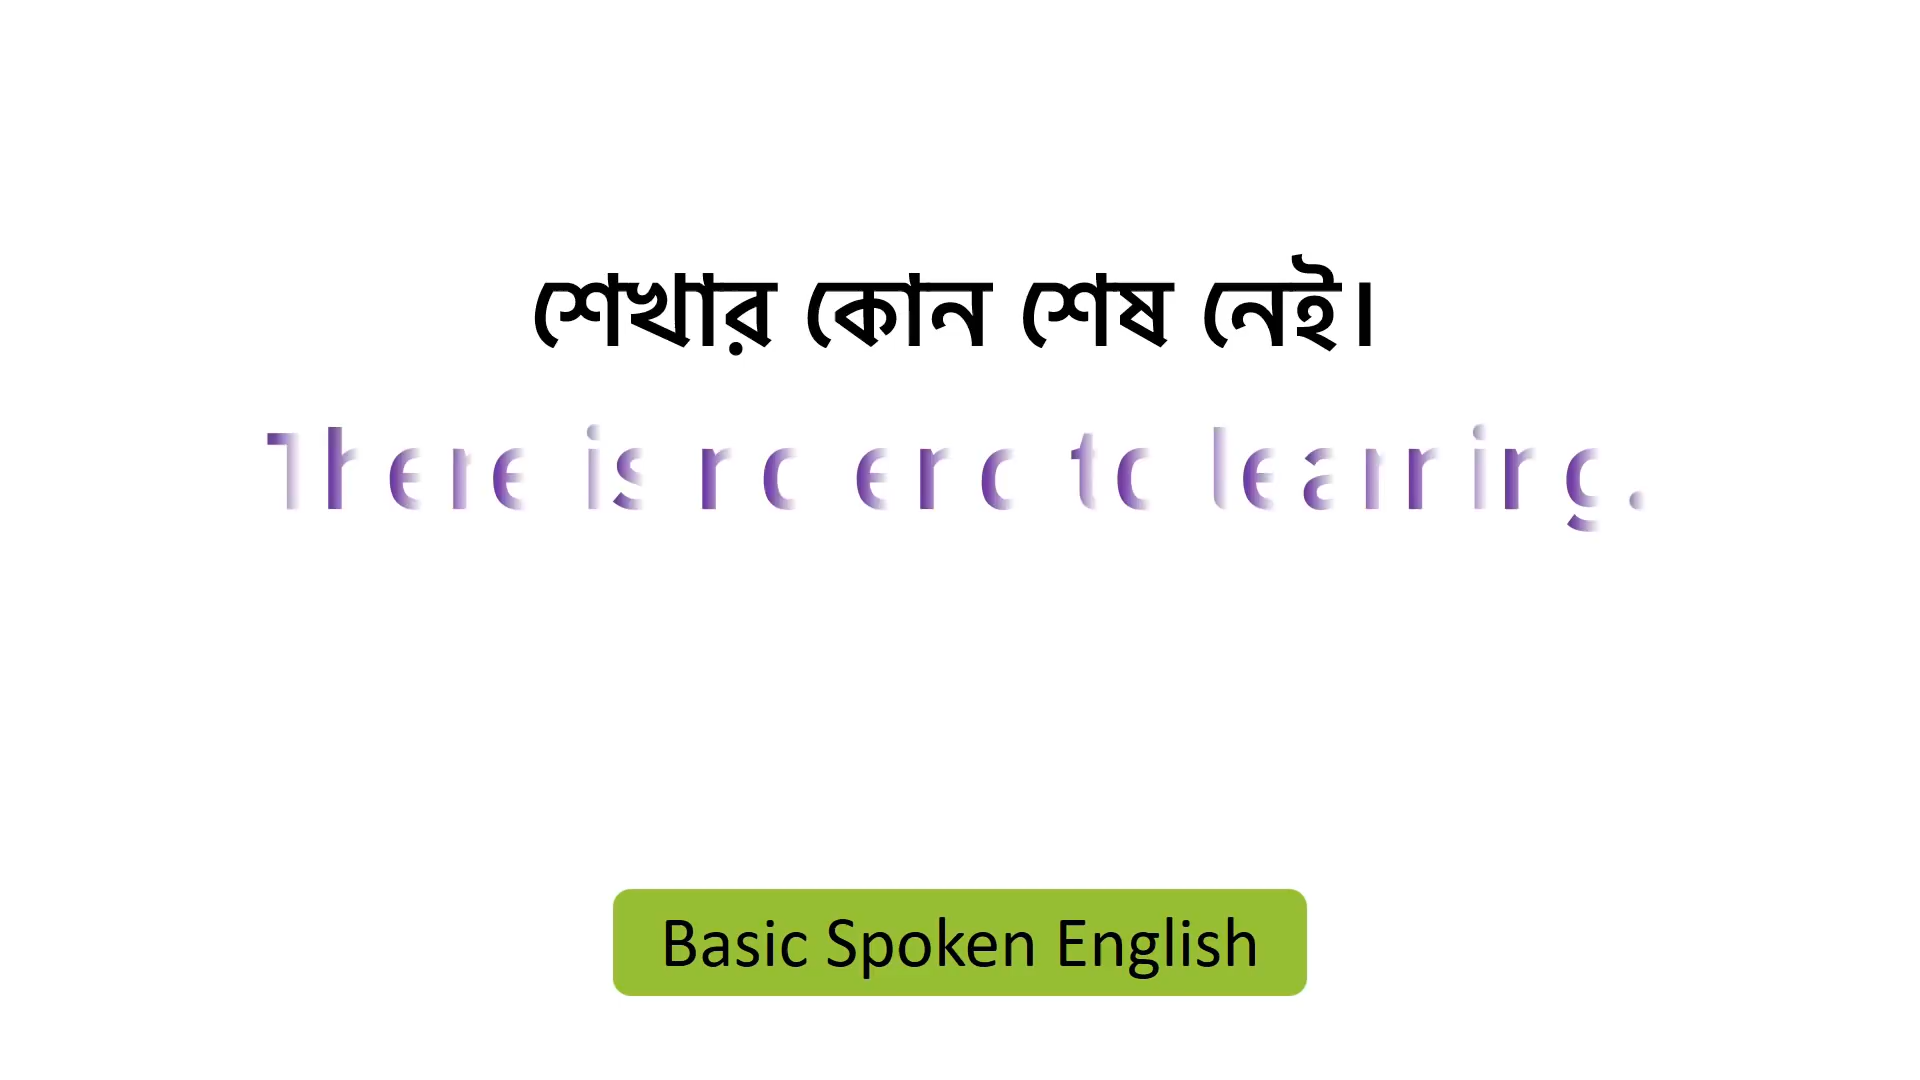 শেখার কোন শেষ নেই।
There is no end to learning.
Basic Spoken English